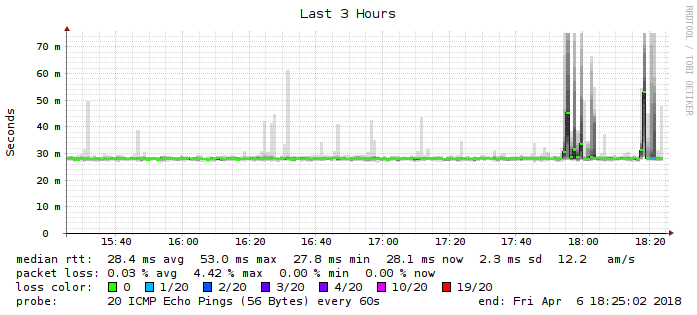 Last 3 Hours
RRDTOOL / TOBI OETIKER
Seconds
70 m
60 m
50 m
40 m
30 m
20 m
10 m
0
15:40 16:00 16:20 16:40 17:00 17:20 17:40 18:00 18:20
median rtt: 28.4 ms avg 53.0 ms max 27.8 ms min 28.1 ms now 2.3 ms sd 12.2 am/s
packet loss: 0.03 % avg 4.42 % max 0.00 % min 0.00 % now
loss color: 0 1/20 2/20 3/20 4/20 10/20 19/20
probe: 20 ICMP Echo Pings (56 Bytes) every 60s end: Fri Apr 6 18:25:02 2018